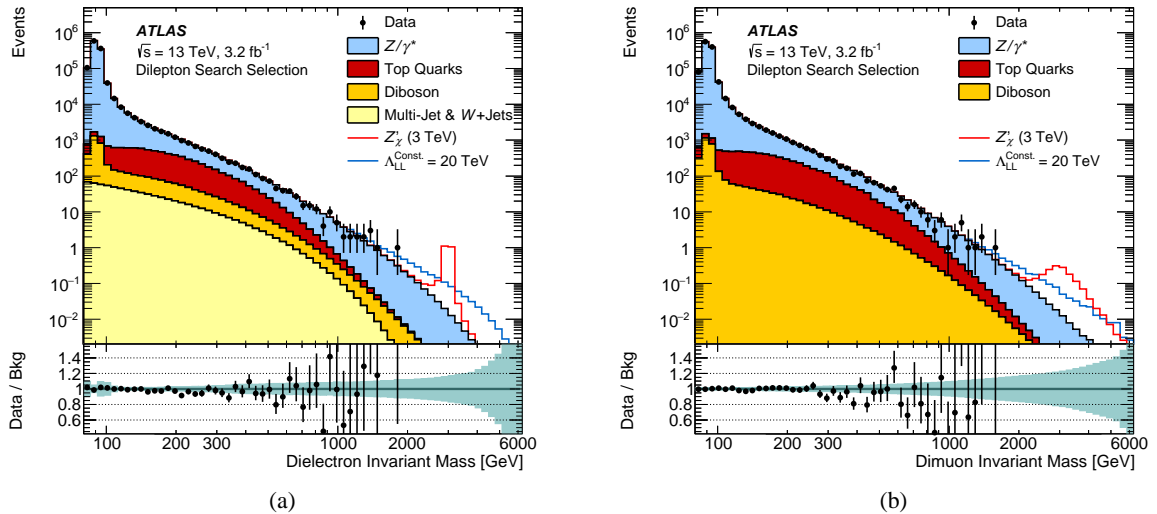 Events
10⁶
10⁵
10⁴
10³
10²
10
1
10⁻¹
10⁻²
ATLAS
√s = 13 TeV, 3.2 fb⁻¹
Dilepton Search Selection
Data
Z/γ*
Top Quarks
Diboson
Multi-Jet & W+Jets
Z'χ (3 TeV)
Λ_LL^Const. = 20 TeV
Data / Bkg
1.4
1.2
1
0.8
0.6
100 200 300 1000 2000 6000
Dielectron Invariant Mass [GeV]
(a)
Events
10⁶
10⁵
10⁴
10³
10²
10
1
10⁻¹
10⁻²
ATLAS
√s = 13 TeV, 3.2 fb⁻¹
Dilepton Search Selection
Data
Z/γ*
Top Quarks
Diboson
Z'χ (3 TeV)
Λ_LL^Const. = 20 TeV
Data / Bkg
1.4
1.2
1
0.8
0.6
100 200 300 1000 2000 6000
Dimuon Invariant Mass [GeV]
(b)